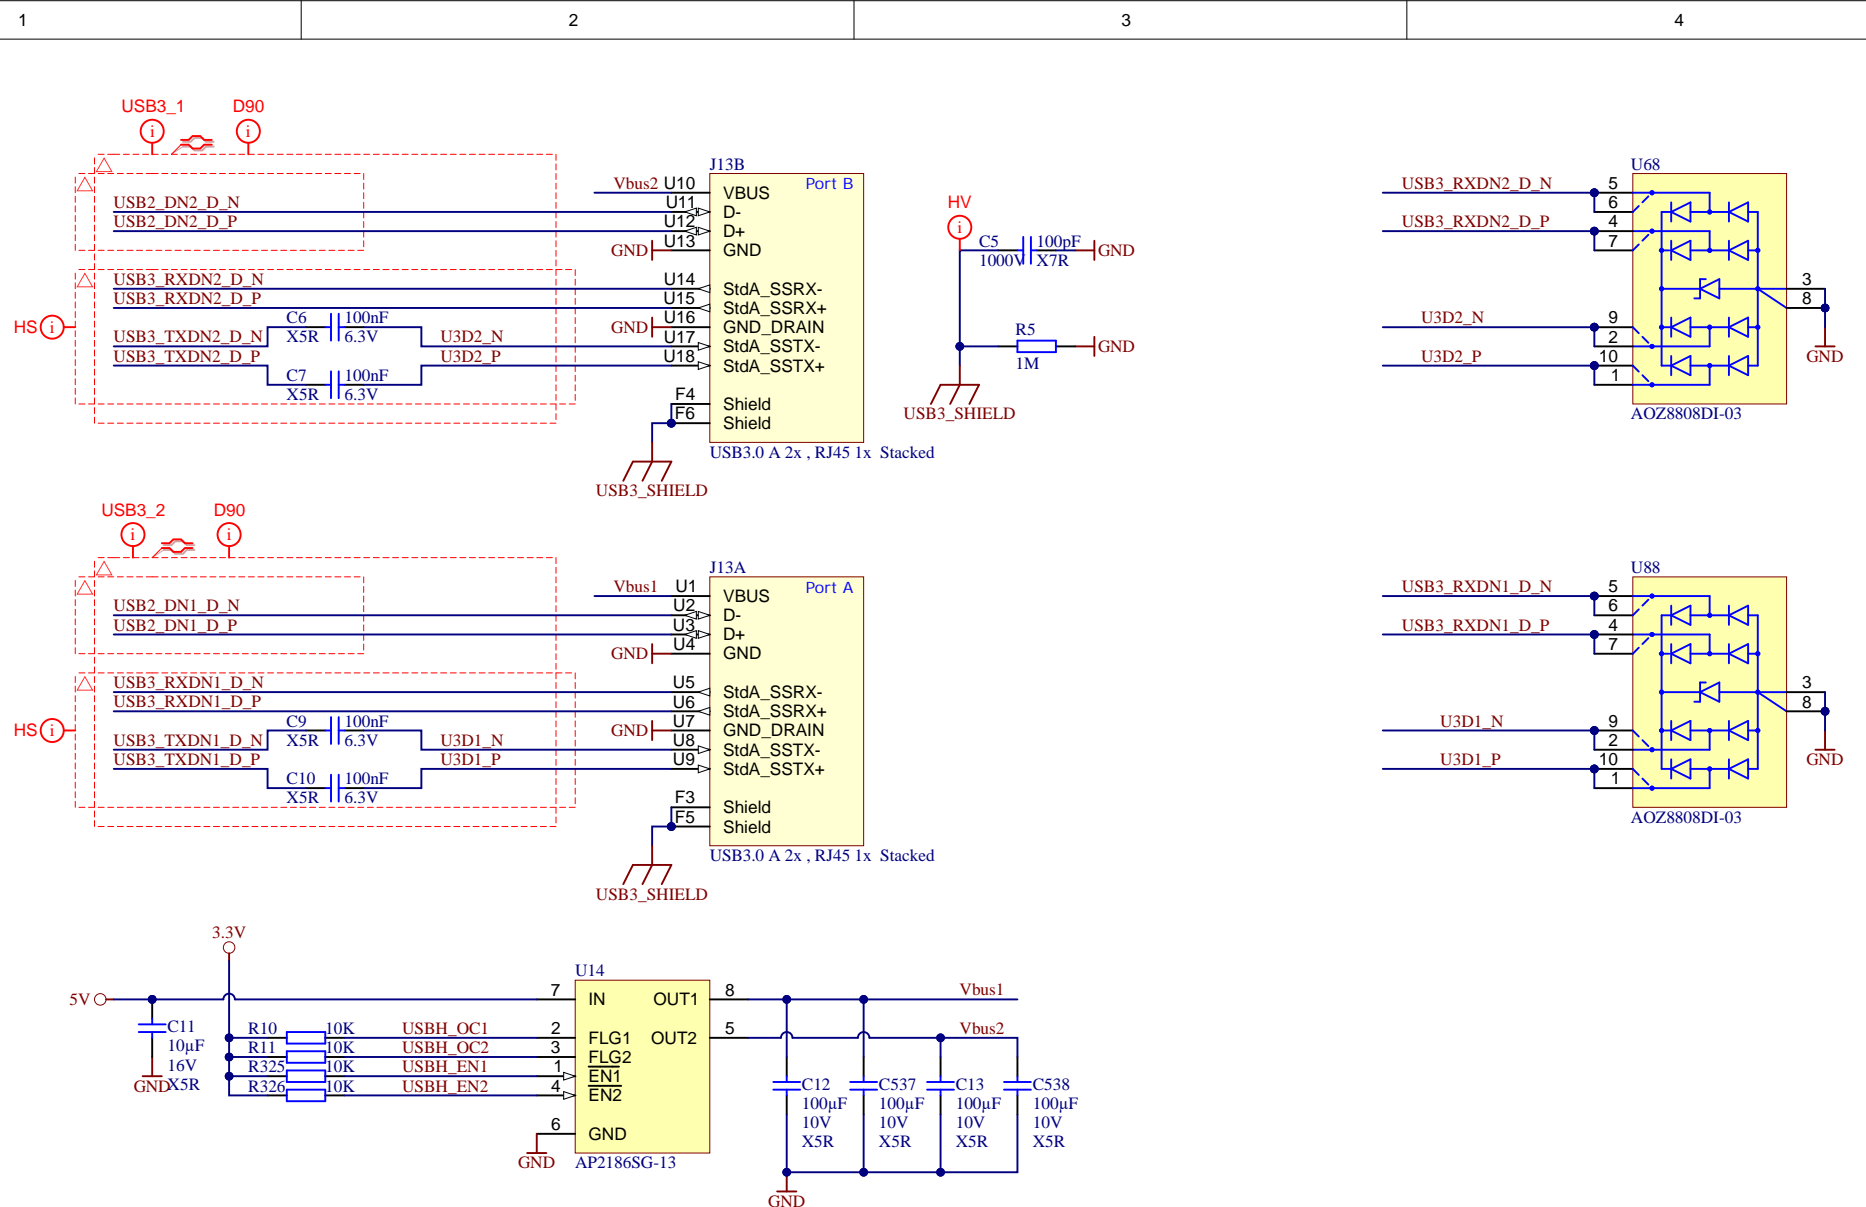 1 2 3 4
USB3_1 D90
i i
USB2_DN2_D_N
USB2_DN2_D_P
USB3_RXDN2_D_N
USB3_RXDN2_D_P
HS i
USB3_TXDN2_D_N
USB3_TXDN2_D_P
C6 100nF
X5R 6.3V
C7 100nF
X5R 6.3V
U3D2_N
U3D2_P
J13B
Port B
Vbus2 U10 VBUS
U11 D-
U12 D+
GND U13 GND
U14 StdA_SSRX-
U15 StdA_SSRX+
GND U16 GND_DRAIN
U17 StdA_SSTX-
U18 StdA_SSTX+
F4 Shield
F6 Shield
USB3.0 A 2x , RJ45 1x Stacked
USB3_SHIELD
HV
i
C5 100pF GND
1000V X7R
R5 GND
1M
USB3_SHIELD
U68
USB3_RXDN2_D_N 5
6
USB3_RXDN2_D_P 4
7
3
8
U3D2_N 9
2
U3D2_P 10
1
GND
AOZ8808DI-03
USB3_2 D90
i i
USB2_DN1_D_N
USB2_DN1_D_P
USB3_RXDN1_D_N
USB3_RXDN1_D_P
HS i
USB3_TXDN1_D_N
USB3_TXDN1_D_P
C9 100nF
X5R 6.3V
C10 100nF
X5R 6.3V
U3D1_N
U3D1_P
J13A
Port A
Vbus1 U1 VBUS
U2 D-
U3 D+
GND U4 GND
U5 StdA_SSRX-
U6 StdA_SSRX+
GND U7 GND_DRAIN
U8 StdA_SSTX-
U9 StdA_SSTX+
F3 Shield
F5 Shield
USB3.0 A 2x , RJ45 1x Stacked
USB3_SHIELD
U88
USB3_RXDN1_D_N 5
6
USB3_RXDN1_D_P 4
7
3
8
U3D1_N 9
2
U3D1_P 10
1
GND
AOZ8808DI-03
3.3V
5V
C11
10µF
16V
X5R
GND
R10 10K USBH_OC1
R11 10K USBH_OC2
R325 10K USBH_EN1
R326 10K USBH_EN2
U14
7 IN OUT1 8 Vbus1
2 FLG1 OUT2 5 Vbus2
3 FLG2
1 EN1
4 EN2
6 GND
GND AP2186SG-13
C12 C537 C13 C538
100µF 100µF 100µF 100µF
10V 10V 10V 10V
X5R X5R X5R X5R
GND